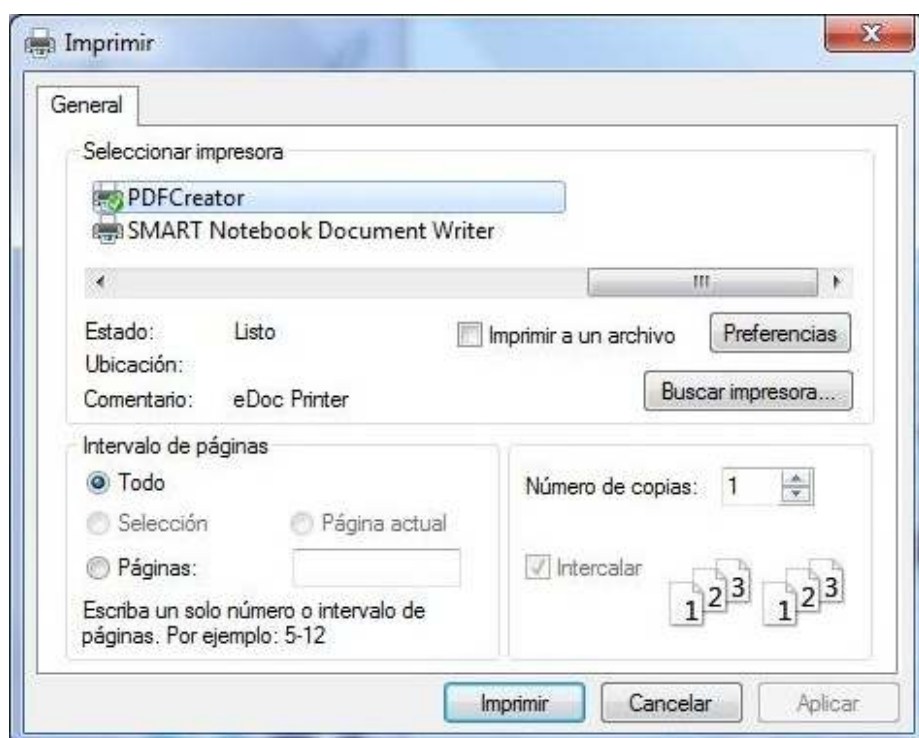 Imprimir
General
Seleccionar impresora
PDFCreator
SMART Notebook Document Writer
Estado: Listo
Imprimir a un archivo
Preferencias
Ubicación:
Comentario: eDoc Printer
Buscar impresora...
Intervalo de páginas
Todo
Selección
Página actual
Páginas:
Escriba un solo número o intervalo de
páginas. Por ejemplo: 5-12
Número de copias: 1
Intercalar
1 2 3 1 2 3
Imprimir
Cancelar
Aplicar